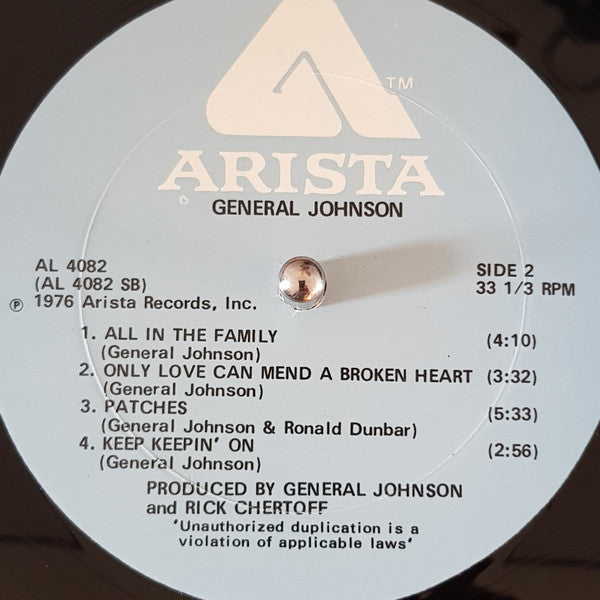 TM
ARISTA
GENERAL JOHNSON
AL 4082
(AL 4082 SB)
℗ 1976 Arista Records, Inc.
SIDE 2
33 1/3 RPM
1. ALL IN THE FAMILY (4:10)
(General Johnson)
2. ONLY LOVE CAN MEND A BROKEN HEART (3:32)
(General Johnson)
3. PATCHES (5:33)
(General Johnson & Ronald Dunbar)
4. KEEP KEEPIN' ON (2:56)
(General Johnson)
PRODUCED BY GENERAL JOHNSON
and RICK CHERTOFF
'Unauthorized duplication is a
violation of applicable laws'